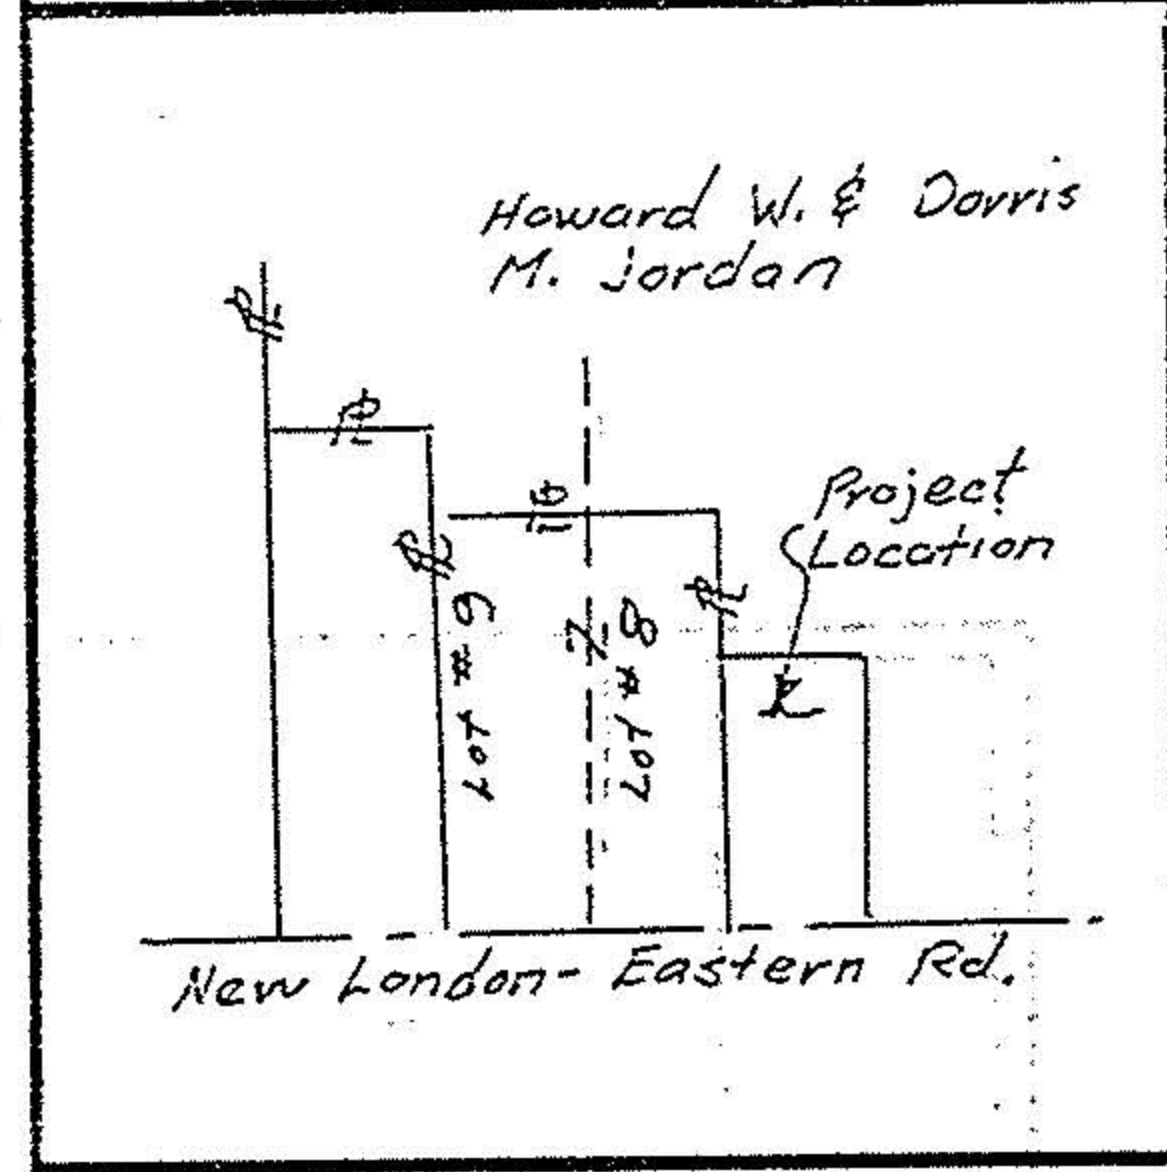 Howard W. & Dorris
M. Jordan
Project
Location
Lot # 9
Lot # 8
New London - Eastern Rd.